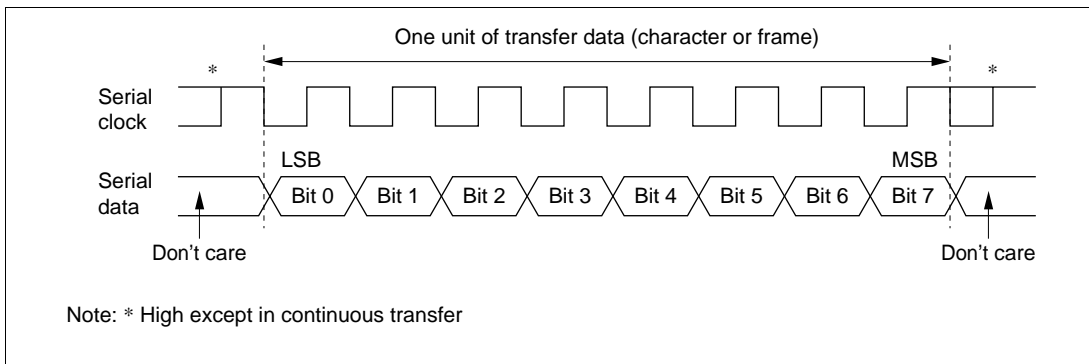 One unit of transfer data (character or frame)
* *
Serial
clock
LSB MSB
Serial
data
Bit 0 Bit 1 Bit 2 Bit 3 Bit 4 Bit 5 Bit 6 Bit 7
Don't care Don't care
Note: * High except in continuous transfer